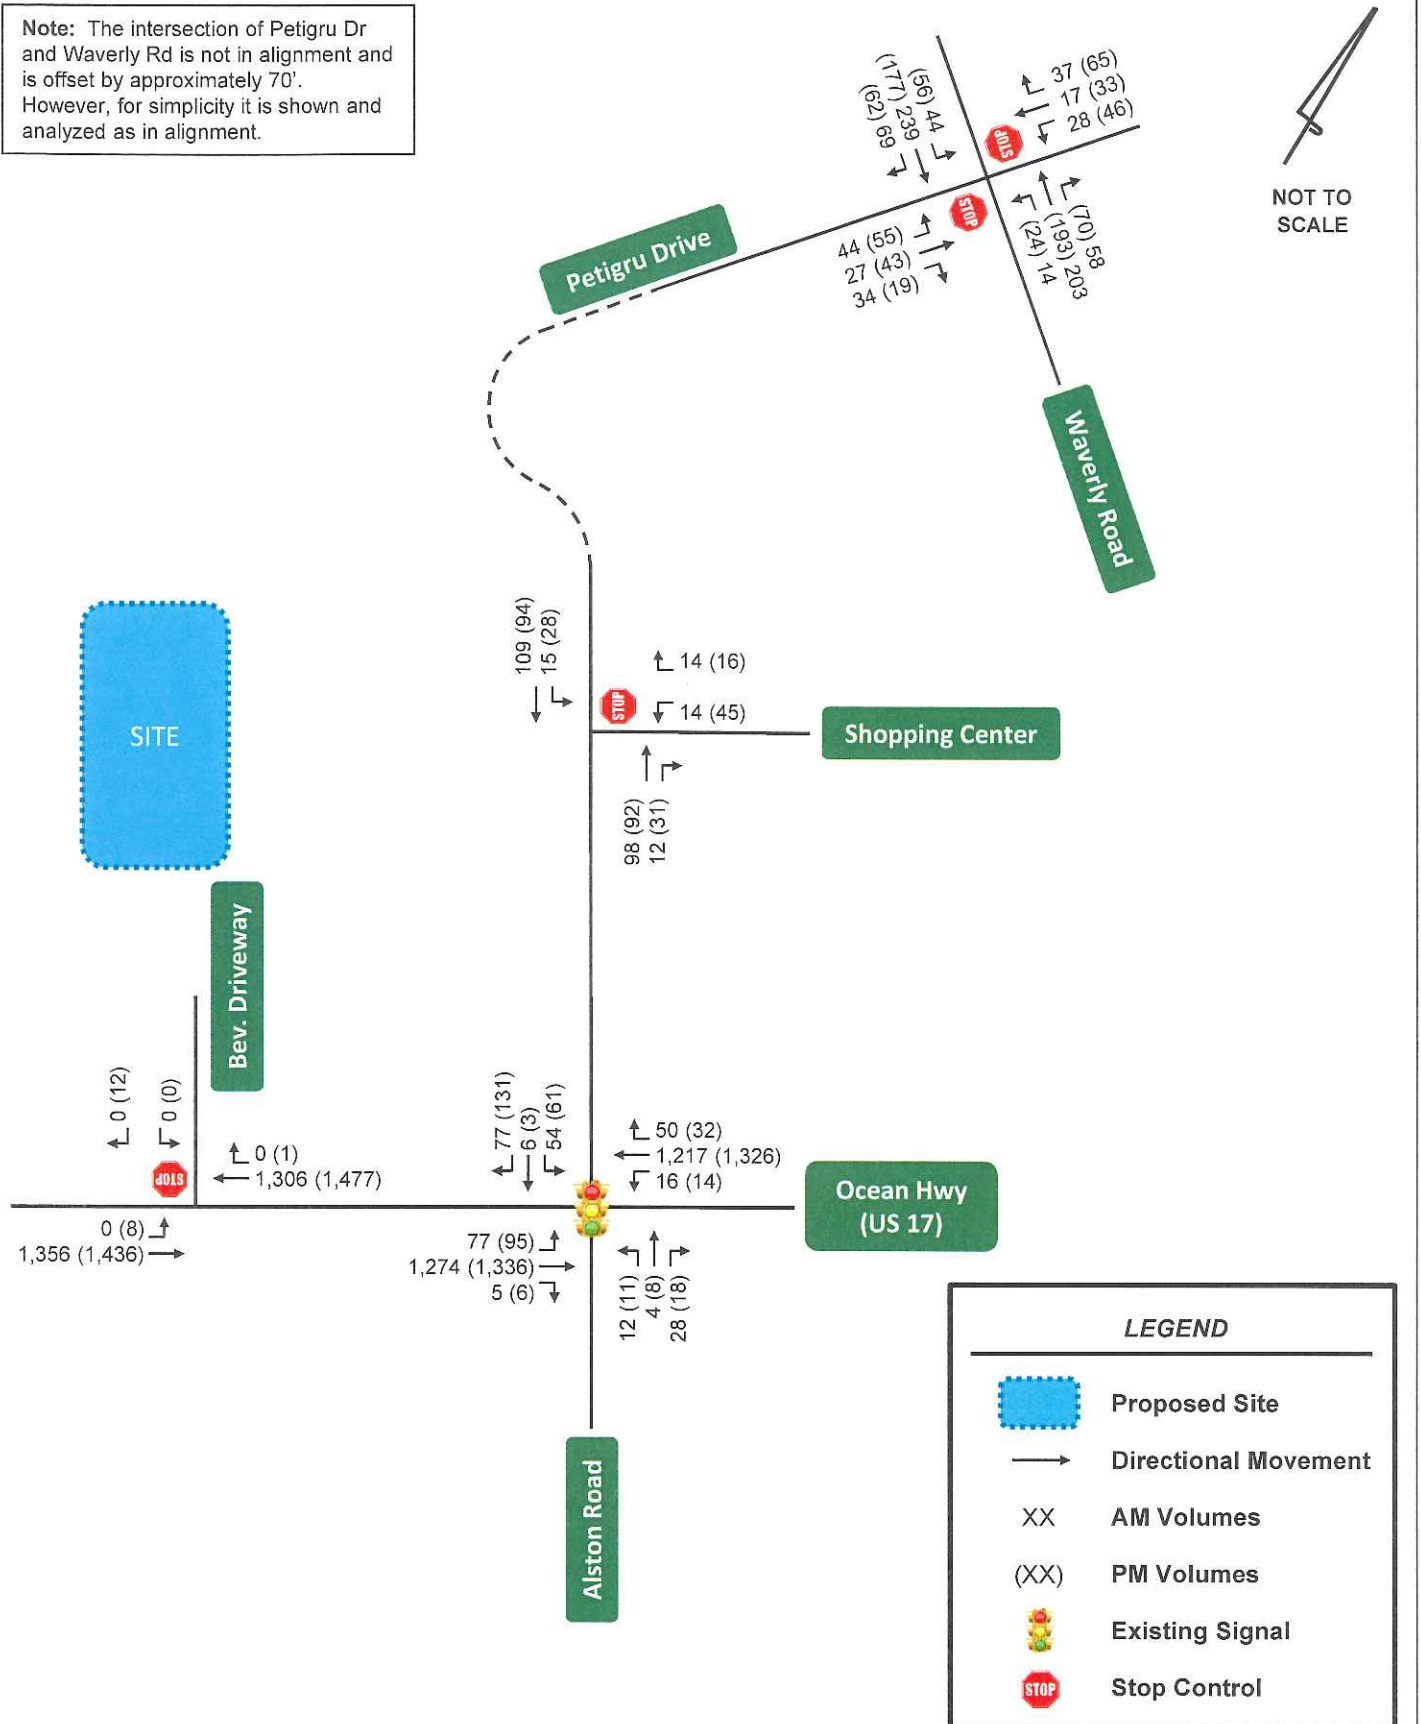 Note: The intersection of Petigru Dr
and Waverly Rd is not in alignment and
is offset by approximately 70'.
However, for simplicity it is shown and
analyzed as in alignment.
NOT TO
SCALE
(56) 44
(177) 239
(62) 69
37 (65)
17 (33)
28 (46)
STOP
STOP
44 (55)
27 (43)
34 (19)
(70) 58
(193) 203
(24) 14
Petigru Drive
Waverly Road
109 (94)
15 (28)
STOP
14 (16)
14 (45)
Shopping Center
98 (92)
12 (31)
SITE
Bev. Driveway
0 (12)
0 (0)
STOP
0 (1)
1,306 (1,477)
0 (8)
1,356 (1,436)
77 (131)
6 (3)
54 (61)
50 (32)
1,217 (1,326)
16 (14)
Ocean Hwy
(US 17)
77 (95)
1,274 (1,336)
5 (6)
12 (11)
4 (8)
28 (18)
Alston Road
LEGEND
Proposed Site
Directional Movement
XX AM Volumes
(XX) PM Volumes
Existing Signal
STOP Stop Control